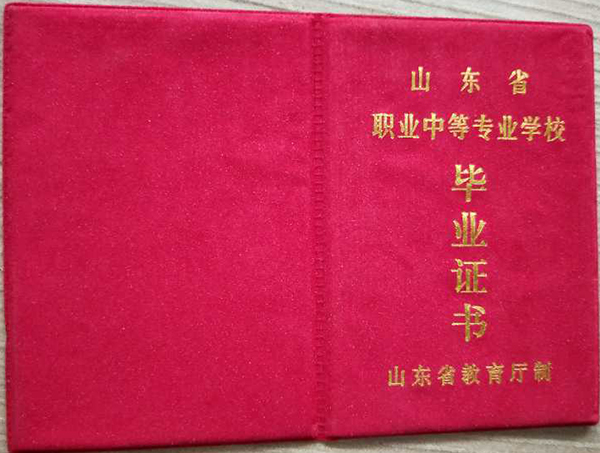 山东省
职业中等专业学校
毕业证书
山东省教育厅制